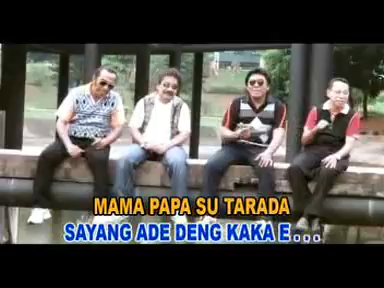 MAMA PAPA SU TARADA
SAYANG ADE DENG KAKA E . . .